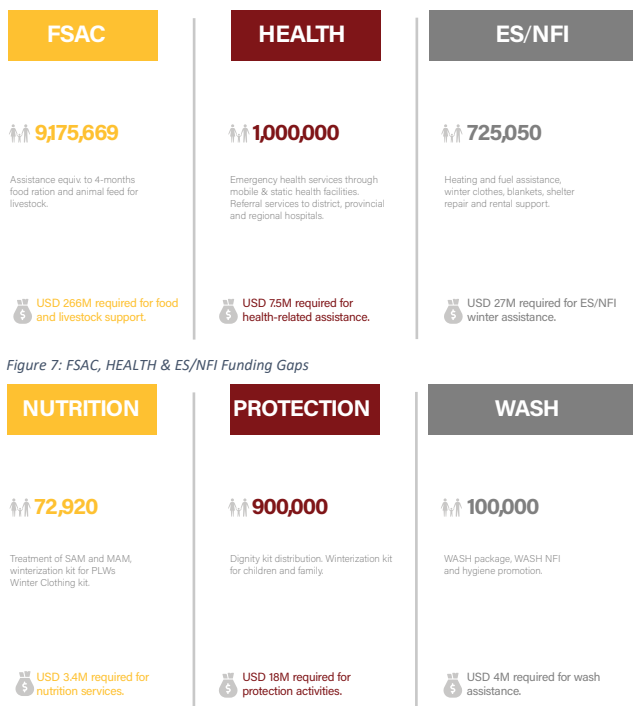 FSAC
9,175,669
Assistance equiv. to 4-months
food ration and animal feed for
livestock.
USD 266M required for food
and livestock support.
HEALTH
1,000,000
Emergency health services through
mobile & static health facilities.
Referral services to district, provincial
and regional hospitals.
USD 7.5M required for
health-related assistance.
ES/NFI
725,050
Heating and fuel assistance,
winter clothes, blankets, shelter
repair and rental support.
USD 27M required for ES/NFI
winter assistance.
Figure 7: FSAC, HEALTH & ES/NFI Funding Gaps
NUTRITION
72,920
Treatment of SAM and MAM,
winterization kit for PLWs
Winter Clothing kit.
USD 3.4M required for
nutrition services.
PROTECTION
900,000
Dignity kit distribution. Winterization kit
for children and family.
USD 18M required for
protection activities.
WASH
100,000
WASH package, WASH NFI
and hygiene promotion.
USD 4M required for wash
assistance.